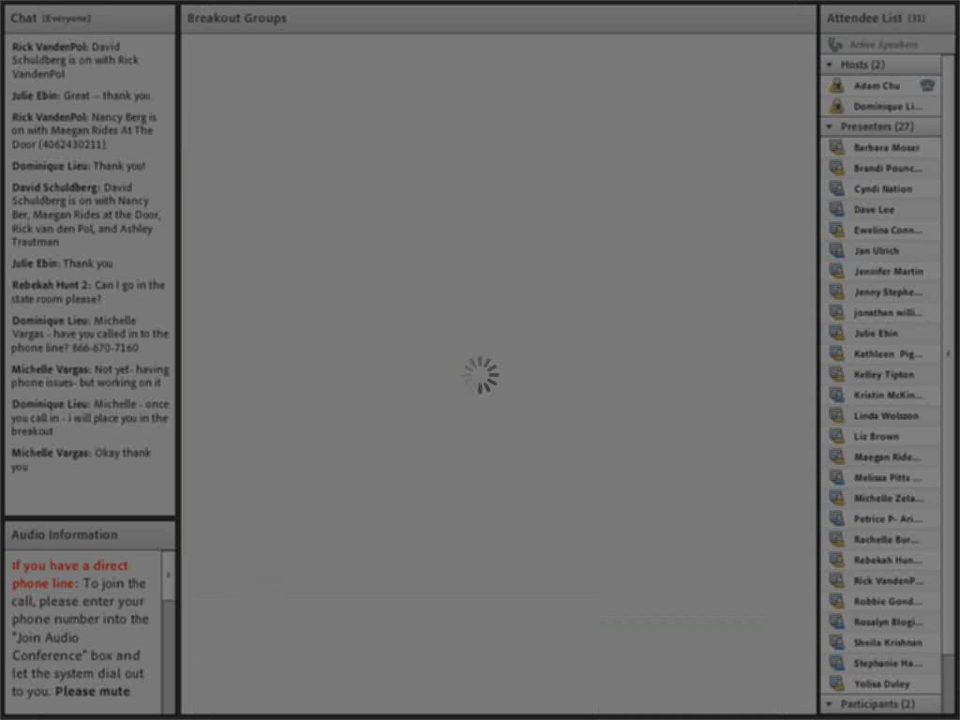 Chat (Everyone)
Rick VandenPol: David
Schuldberg is on with Rick
VandenPol
Julie Ebin: Great -- thank you.
Rick VandenPol: Nancy Berg is
on with Maegan Rides At The
Door (4062430211)
Dominique Lieu: Thank you!
David Schuldberg: David
Schuldberg is on with Nancy
Ber, Maegan Rides at the Door,
Rick van den Pol, and Ashley
Trautman
Julie Ebin: Thank you
Rebekah Hunt 2: Can I go in the
state room please?
Dominique Lieu: Michelle
Vargas - have you called in to the
phone line? 866-670-7160
Michelle Vargas: Not yet- having
phone issues- but working on it
Dominique Lieu: Michelle - once
you call in - i will place you in the
breakout
Michelle Vargas: Okay thank
you
Audio Information
If you have a direct
phone line: To join the
call, please enter your
phone number into the
"Join Audio
Conference" box and
let the system dial out
to you. Please mute
Breakout Groups
Attendee List (31)
Active Speakers
Hosts (2)
Adam Chu
Dominique Li...
Presenters (27)
Barbara Moser
Brandi Pounc...
Cyndi Nation
Dave Lee
Ewelina Conn...
Jan Ulrich
Jennifer Martin
Jenny Stephe...
jonathan willi...
Julie Ebin
Kathleen Pig...
Kelley Tipton
Kristin McKin...
Linda Wolszon
Liz Brown
Maegan Ride...
Melissa Pitts ...
Michelle Zela...
Petrice P- Ari...
Rachelle Bur...
Rebekah Hun...
Rick VandenP...
Robbie Gond...
Rosalyn Blogi...
Sheila Krishnan
Stephanie Ha...
Yolisa Duley
Participants (2)